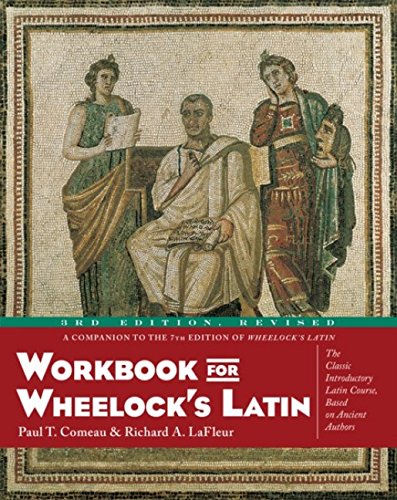 3RD EDITION, REVISED
A COMPANION TO THE 7TH EDITION OF WHEELOCK'S LATIN
WORKBOOK FOR
WHEELOCK'S LATIN
Paul T. Comeau & Richard A. LaFleur
The
Classic
Introductory
Latin Course,
Based
on Ancient
Authors